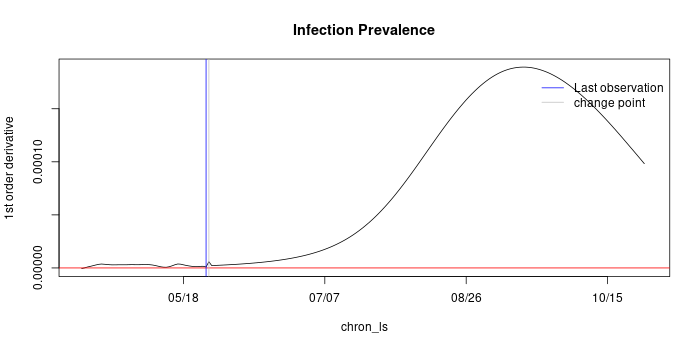 Infection Prevalence
1st order derivative
0.00010
0.00000
Last observation
change point
05/18
07/07
08/26
10/15
chron_ls